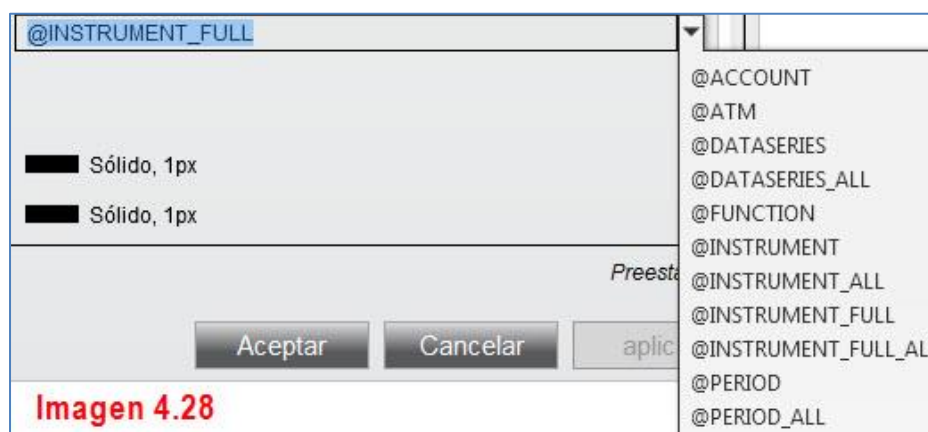 @INSTRUMENT_FULL
@ACCOUNT
@ATM
@DATASERIES
@DATASERIES_ALL
@FUNCTION
@INSTRUMENT
@INSTRUMENT_ALL
@INSTRUMENT_FULL
@INSTRUMENT_FULL_AL
@PERIOD
@PERIOD_ALL
Sólido, 1px
Sólido, 1px
Preest
Aceptar
Cancelar
aplic
Imagen 4.28